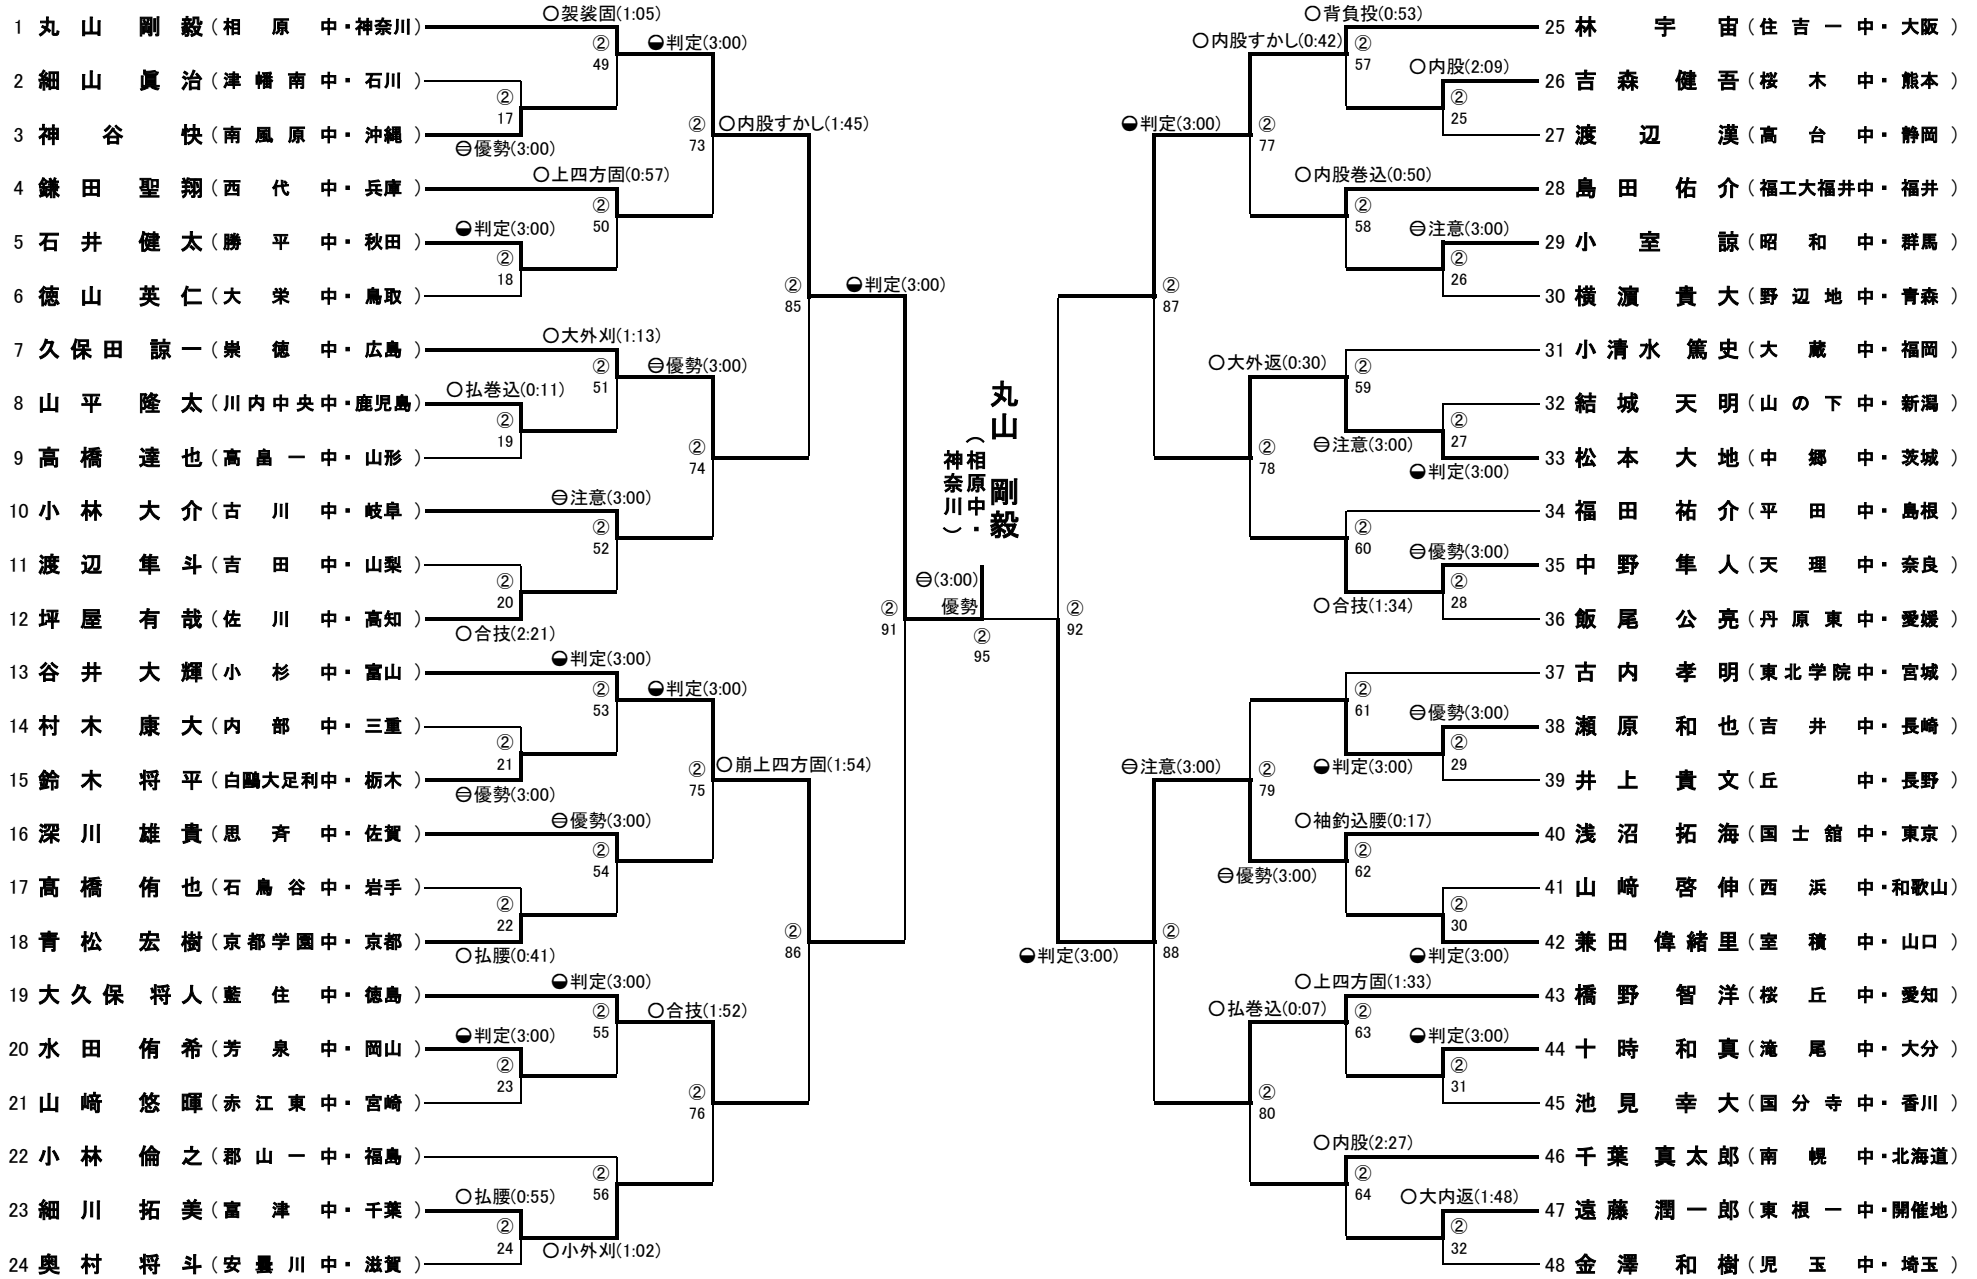 1 丸山 剛毅(相原中・神奈川)
2 細山 眞治(津幡南中・石川)
3 神谷 快(南風原中・沖縄)
4 鎌田 聖翔(西代中・兵庫)
5 石井 健太(勝平中・秋田)
6 徳山 英仁(大栄中・鳥取)
7 久保田 諒一(崇徳中・広島)
8 山平 隆太(川内中央中・鹿児島)
9 高橋 達也(高畠一中・山形)
10 小林 大介(古川中・岐阜)
11 渡辺 隼斗(吉田中・山梨)
12 坪屋 有哉(佐川中・高知)
13 谷井 大輝(小杉中・富山)
14 村木 康大(内部中・三重)
15 鈴木 将平(白鷗大足利中・栃木)
16 深川 雄貴(思斉中・佐賀)
17 髙橋 侑也(石鳥谷中・岩手)
18 青松 宏樹(京都学園中・京都)
19 大久保 将人(藍住中・徳島)
20 水田 侑希(芳泉中・岡山)
21 山﨑 悠暉(赤江東中・宮崎)
22 小林 倫之(郡山一中・福島)
23 細川 拓美(富津中・千葉)
24 奥村 将斗(安曇川中・滋賀)
② 17
⊖優勢(3:00)
●判定(3:00)
② 18
○払巻込(0:11)
② 19
② 20
○合技(2:21)
② 21
⊖優勢(3:00)
② 22
○払腰(0:41)
●判定(3:00)
② 23
○払腰(0:55)
② 24
○袈裟固(1:05)
② 49
○上四方固(0:57)
② 50
○大外刈(1:13)
② 51
⊖注意(3:00)
② 52
●判定(3:00)
② 53
⊖優勢(3:00)
② 54
●判定(3:00)
② 55
② 56
○小外刈(1:02)
●判定(3:00)
② 73
⊖優勢(3:00)
② 74
●判定(3:00)
② 75
○合技(1:52)
② 76
○内股すかし(1:45)
② 85
○崩上四方固(1:54)
② 86
●判定(3:00)
② 91
丸山 剛毅
(相原中・
神奈川)
⊖(3:00)
優勢
② 95
② 92
●判定(3:00)
●判定(3:00)
② 87
⊖注意(3:00)
② 88
○内股すかし(0:42)
② 77
○大外返(0:30)
② 78
② 79
⊖優勢(3:00)
○払巻込(0:07)
② 80
○背負投(0:53)
② 57
○内股巻込(0:50)
② 58
② 59
⊖注意(3:00)
② 60
○合技(1:34)
② 61
●判定(3:00)
○袖釣込腰(0:17)
② 62
○上四方固(1:33)
② 63
○内股(2:27)
② 64
○内股(2:09)
② 25
⊖注意(3:00)
② 26
② 27
●判定(3:00)
⊖優勢(3:00)
② 28
⊖優勢(3:00)
② 29
② 30
●判定(3:00)
●判定(3:00)
② 31
○大内返(1:48)
② 32
25 林 宇宙(住吉一中・大阪)
26 吉森 健吾(桜木中・熊本)
27 渡辺 漢(高台中・静岡)
28 島田 佑介(福工大福井中・福井)
29 小室 諒(昭和中・群馬)
30 横濵 貴大(野辺地中・青森)
31 小清水 篤史(大蔵中・福岡)
32 結城 天明(山の下中・新潟)
33 松本 大地(中郷中・茨城)
34 福田 祐介(平田中・島根)
35 中野 隼人(天理中・奈良)
36 飯尾 公亮(丹原東中・愛媛)
37 古内 孝明(東北学院中・宮城)
38 瀬原 和也(吉井中・長崎)
39 井上 貴文(丘中・長野)
40 浅沼 拓海(国士舘中・東京)
41 山﨑 啓伸(西浜中・和歌山)
42 兼田 偉緒里(室積中・山口)
43 橋野 智洋(桜丘中・愛知)
44 十時 和真(滝尾中・大分)
45 池見 幸大(国分寺中・香川)
46 千葉 真太郎(南幌中・北海道)
47 遠藤 潤一郎(東根一中・開催地)
48 金澤 和樹(児玉中・埼玉)